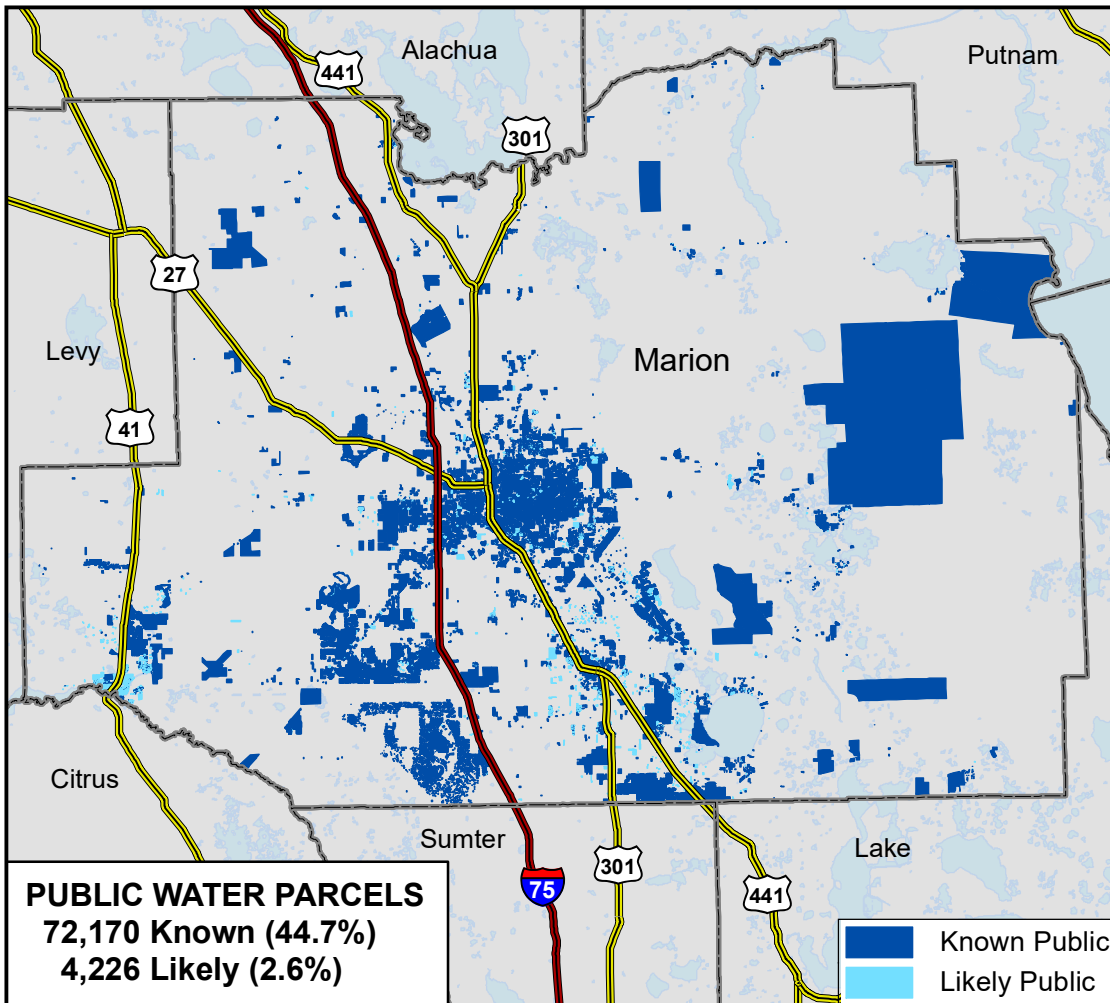 Alachua
Putnam
441
301
27
Levy
Marion
41
Citrus
Sumter
Lake
301
75
441
PUBLIC WATER PARCELS
72,170 Known (44.7%)
4,226 Likely (2.6%)
Known Public
Likely Public